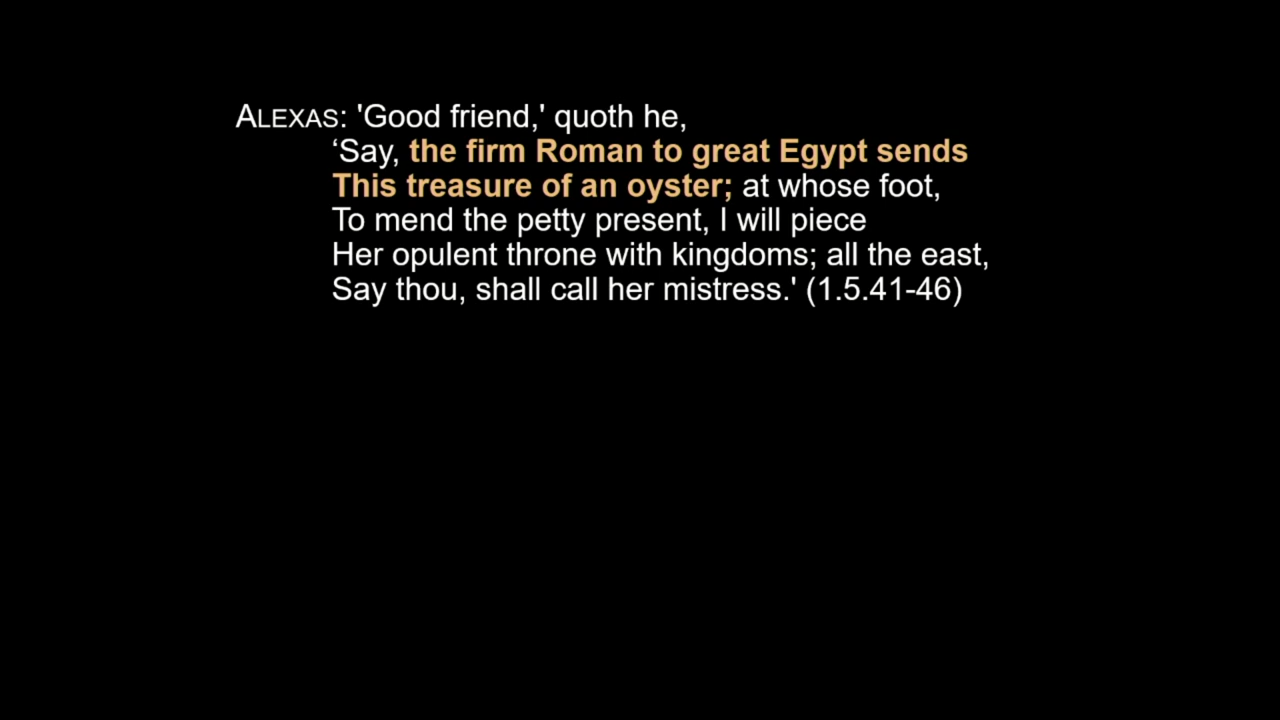 ALEXAS: 'Good friend,' quoth he,
‘Say, the firm Roman to great Egypt sends
This treasure of an oyster; at whose foot,
To mend the petty present, I will piece
Her opulent throne with kingdoms; all the east,
Say thou, shall call her mistress.' (1.5.41-46)